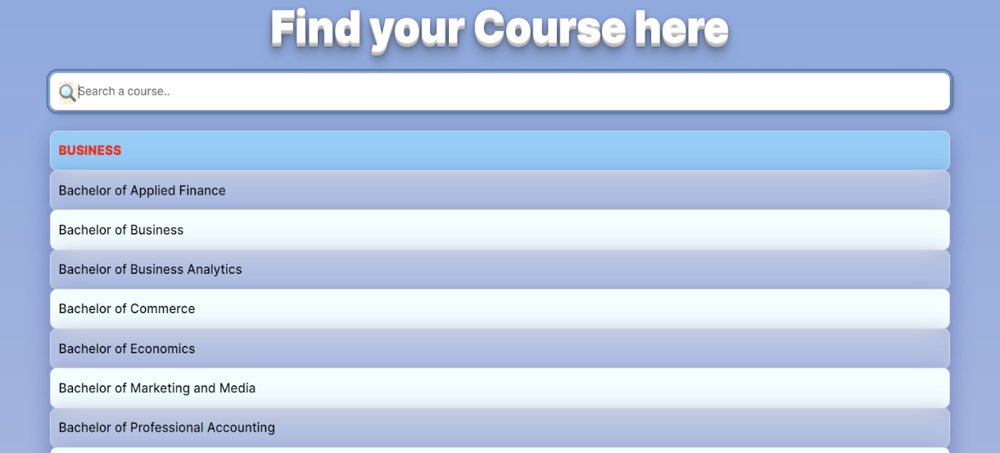 Find your Course here
Search a course..
BUSINESS
Bachelor of Applied Finance
Bachelor of Business
Bachelor of Business Analytics
Bachelor of Commerce
Bachelor of Economics
Bachelor of Marketing and Media
Bachelor of Professional Accounting